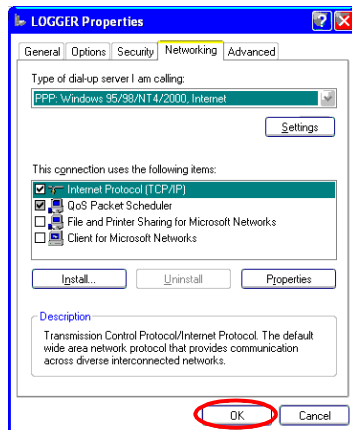 LOGGER Properties
General Options Security Networking Advanced
Type of dial-up server I am calling:
PPP: Windows 95/98/NT4/2000, Internet
Settings
This connection uses the following items:
Internet Protocol (TCP/IP)
QoS Packet Scheduler
File and Printer Sharing for Microsoft Networks
Client for Microsoft Networks
Install... Uninstall Properties
Description
Transmission Control Protocol/Internet Protocol. The default
wide area network protocol that provides communication
across diverse interconnected networks.
OK Cancel